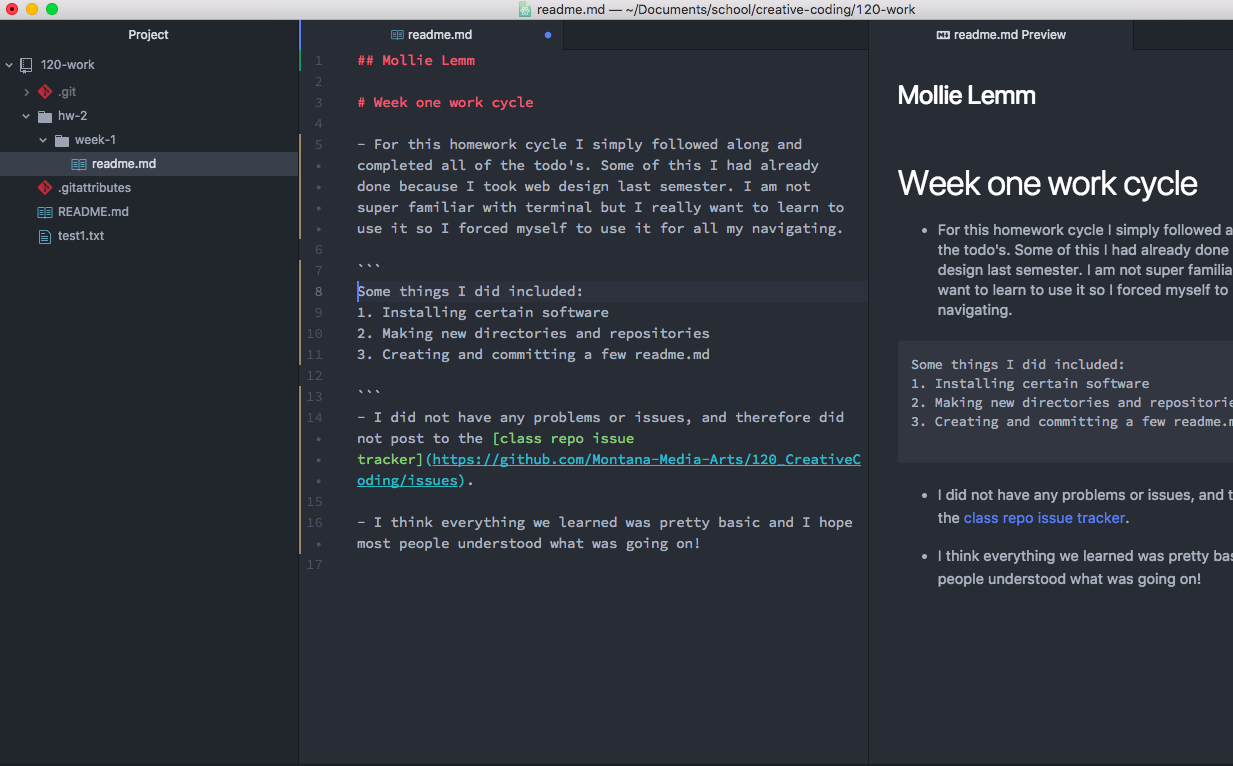 readme.md — ~/Documents/school/creative-coding/120-work
Project
120-work
.git
hw-2
week-1
readme.md
.gitattributes
README.md
test1.txt
readme.md
1 ## Mollie Lemm
2
3 # Week one work cycle
4
5 - For this homework cycle I simply followed along and
completed all of the todo's. Some of this I had already
done because I took web design last semester. I am not
super familiar with terminal but I really want to learn to
use it so I forced myself to use it for all my navigating.
6
7 ```
8 Some things I did included:
9 1. Installing certain software
10 2. Making new directories and repositories
11 3. Creating and committing a few readme.md
12
13 ```
14 - I did not have any problems or issues, and therefore did
not post to the [class repo issue
tracker](https://github.com/Montana-Media-Arts/120_CreativeC
oding/issues).
15
16 - I think everything we learned was pretty basic and I hope
most people understood what was going on!
17
readme.md Preview
Mollie Lemm
Week one work cycle
• For this homework cycle I simply followed a
the todo's. Some of this I had already done
design last semester. I am not super familia
want to learn to use it so I forced myself to
navigating.
Some things I did included:
1. Installing certain software
2. Making new directories and repositorie
3. Creating and committing a few readme.m
• I did not have any problems or issues, and t
the class repo issue tracker.
• I think everything we learned was pretty bas
people understood what was going on!